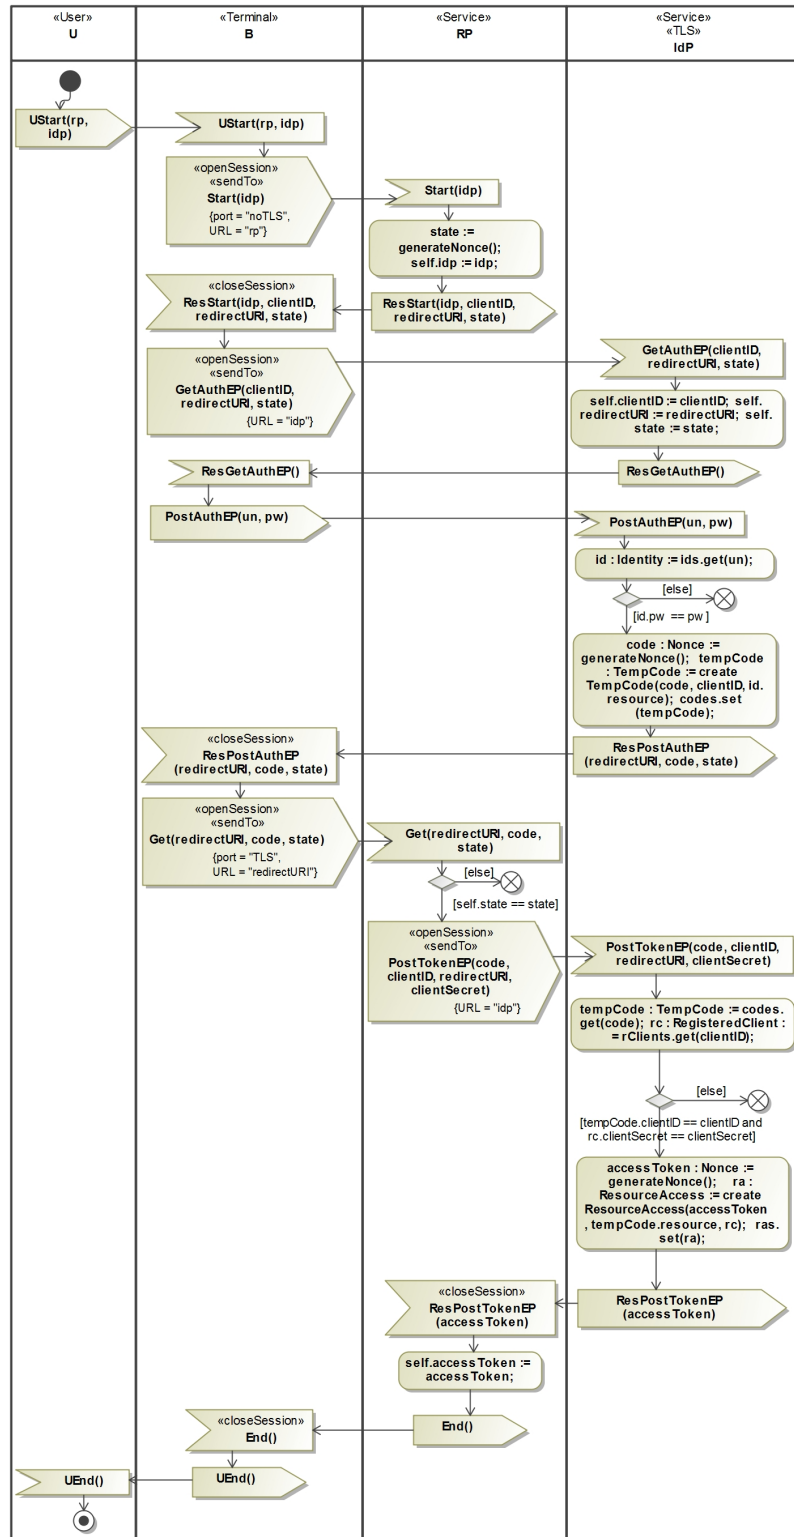 «User»
U
«Terminal»
B
«Service»
RP
«Service»
«TLS»
IdP
UStart(rp,
idp)
UStart(rp, idp)
«openSession»
«sendTo»
Start(idp)
{port = "noTLS",
URL = "rp"}
Start(idp)
state :=
generateNonce();
self.idp := idp;
«closeSession»
ResStart(idp, clientID,
redirectURI, state)
ResStart(idp, clientID,
redirectURI, state)
«openSession»
«sendTo»
GetAuthEP(clientID,
redirectURI, state)
{URL = "idp"}
GetAuthEP(clientID,
redirectURI, state)
self.clientID := clientID; self.
redirectURI := redirectURI; self.
state := state;
ResGetAuthEP()
ResGetAuthEP()
PostAuthEP(un, pw)
PostAuthEP(un, pw)
id : Identity := ids.get(un);
[else]
[id.pw == pw ]
code : Nonce :=
generateNonce(); tempCode
: TempCode := create
TempCode(code, clientID, id.
resource); codes.set
(tempCode);
«closeSession»
ResPostAuthEP
(redirectURI, code, state)
ResPostAuthEP
(redirectURI, code, state)
«openSession»
«sendTo»
Get(redirectURI, code, state)
{port = "TLS",
URL = "redirectURI"}
Get(redirectURI, code,
state)
[else]
[self.state == state]
«openSession»
«sendTo»
PostTokenEP(code,
clientID, redirectURI,
clientSecret)
{URL = "idp"}
PostTokenEP(code, clientID,
redirectURI, clientSecret)
tempCode : TempCode := codes.
get(code); rc : RegisteredClient :
= rClients.get(clientID);
[else]
[tempCode.clientID == clientID and
rc.clientSecret == clientSecret]
accessToken : Nonce :=
generateNonce(); ra :
ResourceAccess := create
ResourceAccess(accessToken
, tempCode.resource, rc); ras.
set(ra);
«closeSession»
ResPostTokenEP
(accessToken)
ResPostTokenEP
(accessToken)
self.accessToken :=
accessToken;
«closeSession»
End()
End()
UEnd()
UEnd()